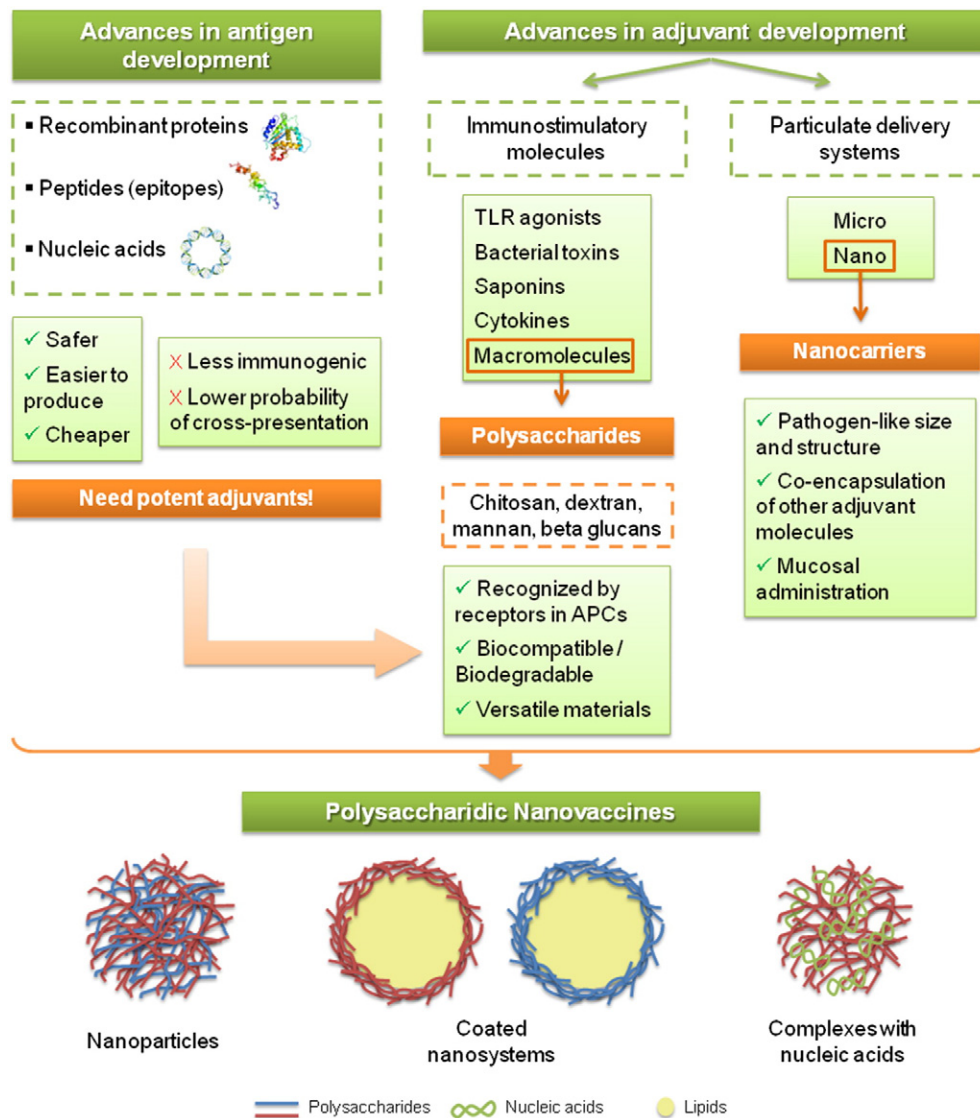 Advances in antigen
development
▪ Recombinant proteins
▪ Peptides (epitopes)
▪ Nucleic acids
✓ Safer
✓ Easier to
produce
✓ Cheaper
X Less immunogenic
X Lower probability
of cross-presentation
Need potent adjuvants!
Advances in adjuvant development
Immunostimulatory
molecules
TLR agonists
Bacterial toxins
Saponins
Cytokines
Macromolecules
Polysaccharides
Chitosan, dextran,
mannan, beta glucans
✓ Recognized by
receptors in APCs
✓ Biocompatible /
Biodegradable
✓ Versatile materials
Particulate delivery
systems
Micro
Nano
Nanocarriers
✓ Pathogen-like size
and structure
✓ Co-encapsulation
of other adjuvant
molecules
✓ Mucosal
administration
Polysaccharidic Nanovaccines
Nanoparticles
Coated
nanosystems
Complexes with
nucleic acids
Polysaccharides
Nucleic acids
Lipids